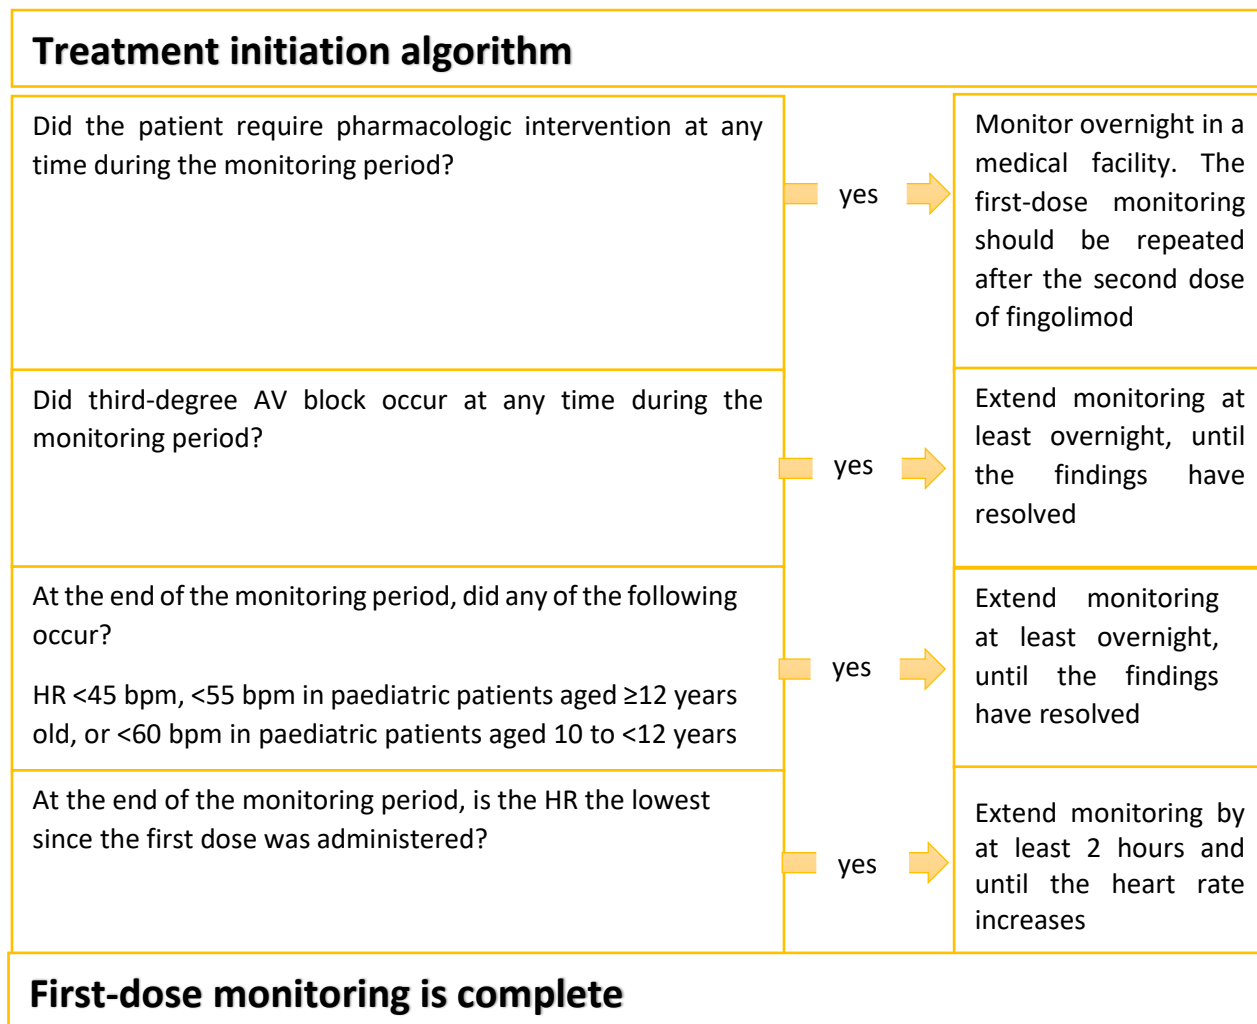 Treatment initiation algorithm
Did the patient require pharmacologic intervention at any
time during the monitoring period?
yes
Monitor overnight in a
medical facility. The
first-dose monitoring
should be repeated
after the second dose
of fingolimod
Did third-degree AV block occur at any time during the
monitoring period?
yes
Extend monitoring at
least overnight, until
the findings have
resolved
At the end of the monitoring period, did any of the following
occur?
HR <45 bpm, <55 bpm in paediatric patients aged ≥12 years
old, or <60 bpm in paediatric patients aged 10 to <12 years
yes
Extend monitoring
at least overnight,
until the findings
have resolved
At the end of the monitoring period, is the HR the lowest
since the first dose was administered?
yes
Extend monitoring by
at least 2 hours and
until the heart rate
increases
First-dose monitoring is complete